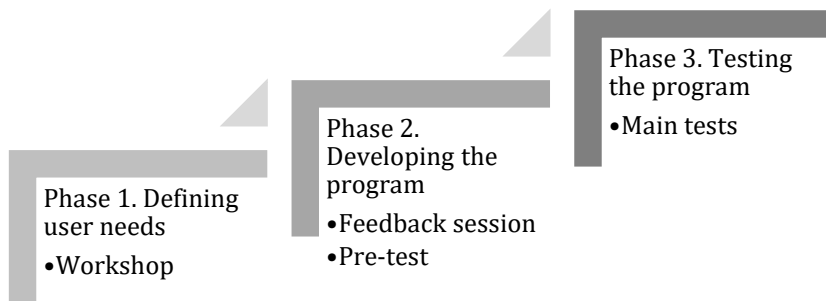 Phase 1. Defining
user needs
•Workshop
Phase 2.
Developing the
program
•Feedback session
•Pre-test
Phase 3. Testing
the program
•Main tests